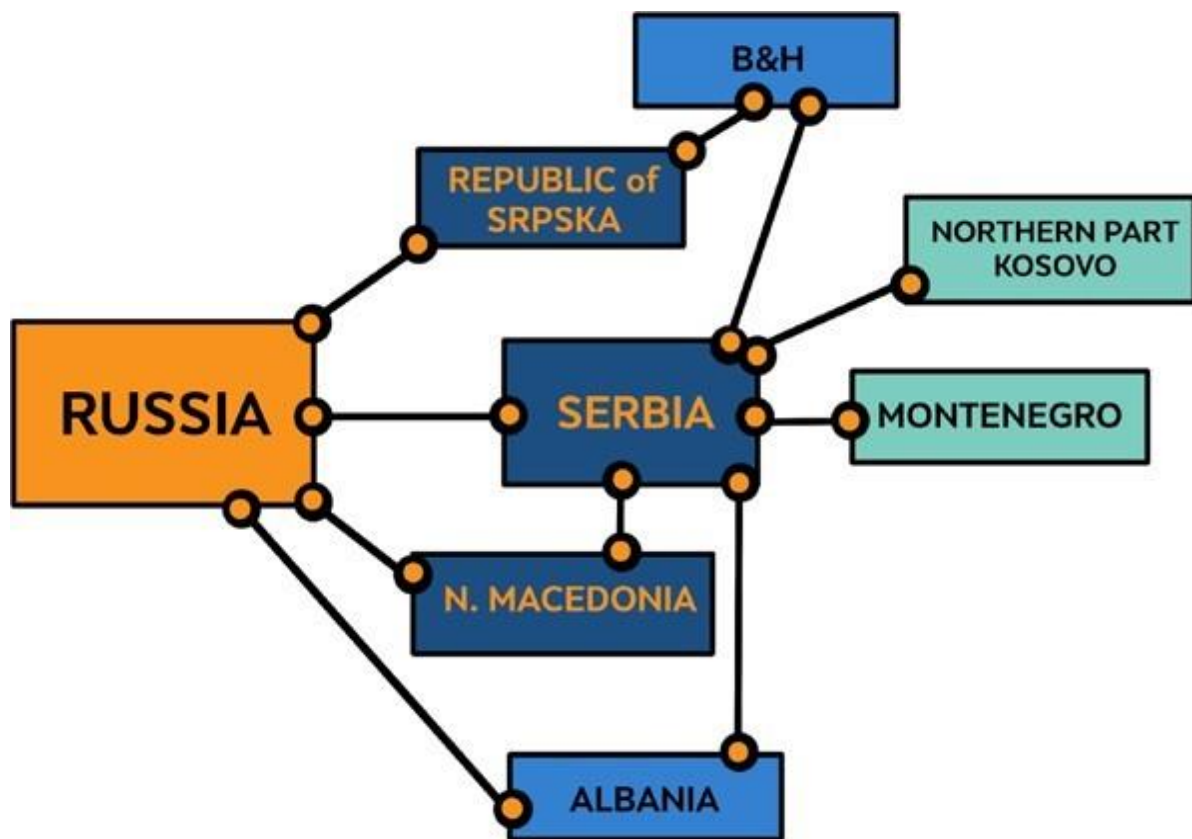 B&H
REPUBLIC of
SRPSKA
NORTHERN PART
KOSOVO
RUSSIA
SERBIA
MONTENEGRO
N. MACEDONIA
ALBANIA